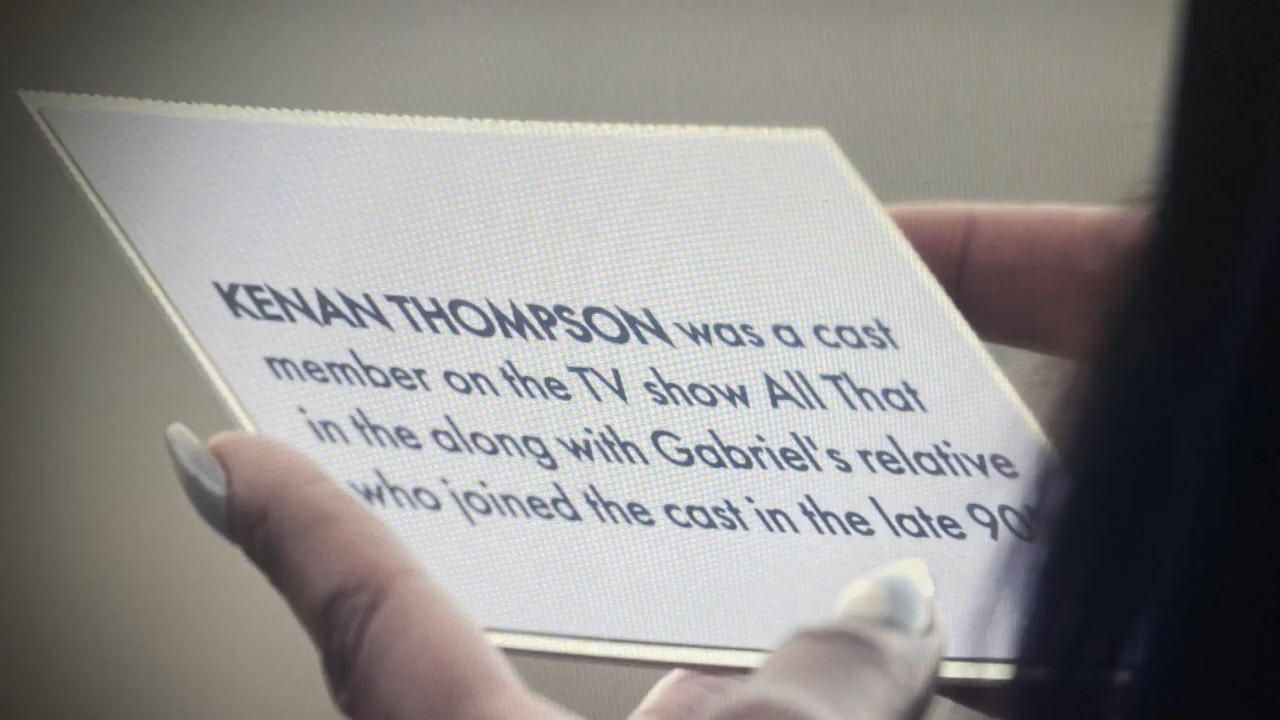 KENAN THOMPSON was a cast
member on the TV show All That
in the along with Gabriel's relative
who joined the cast in the late